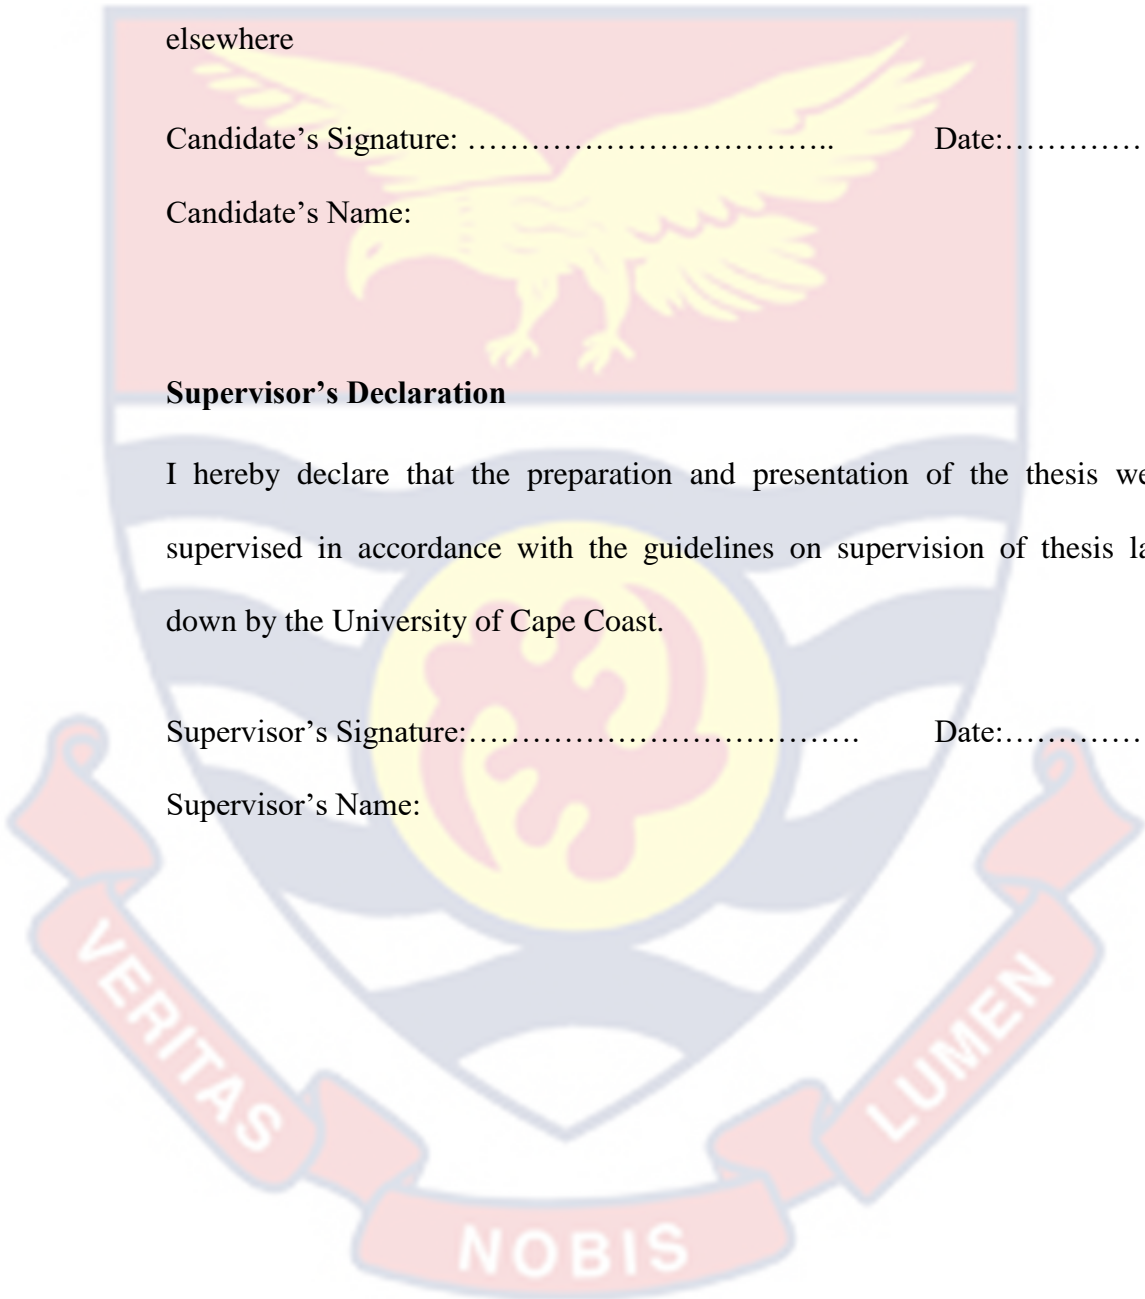 elsewhere
Candidate’s Signature: …………………………….. Date:…………
Candidate’s Name:
Supervisor’s Declaration
I hereby declare that the preparation and presentation of the thesis we
supervised in accordance with the guidelines on supervision of thesis la
down by the University of Cape Coast.
Supervisor’s Signature:………………………………. Date:…………
Supervisor’s Name:
VERITAS
NOBIS
LUMEN